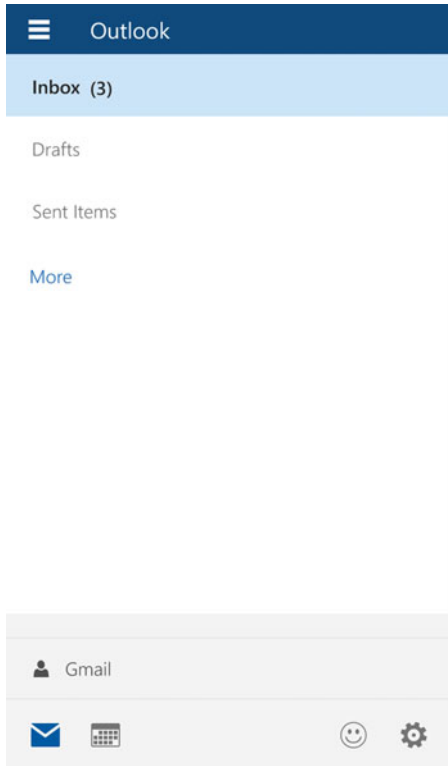 Outlook
Inbox (3)
Drafts
Sent Items
More
Gmail